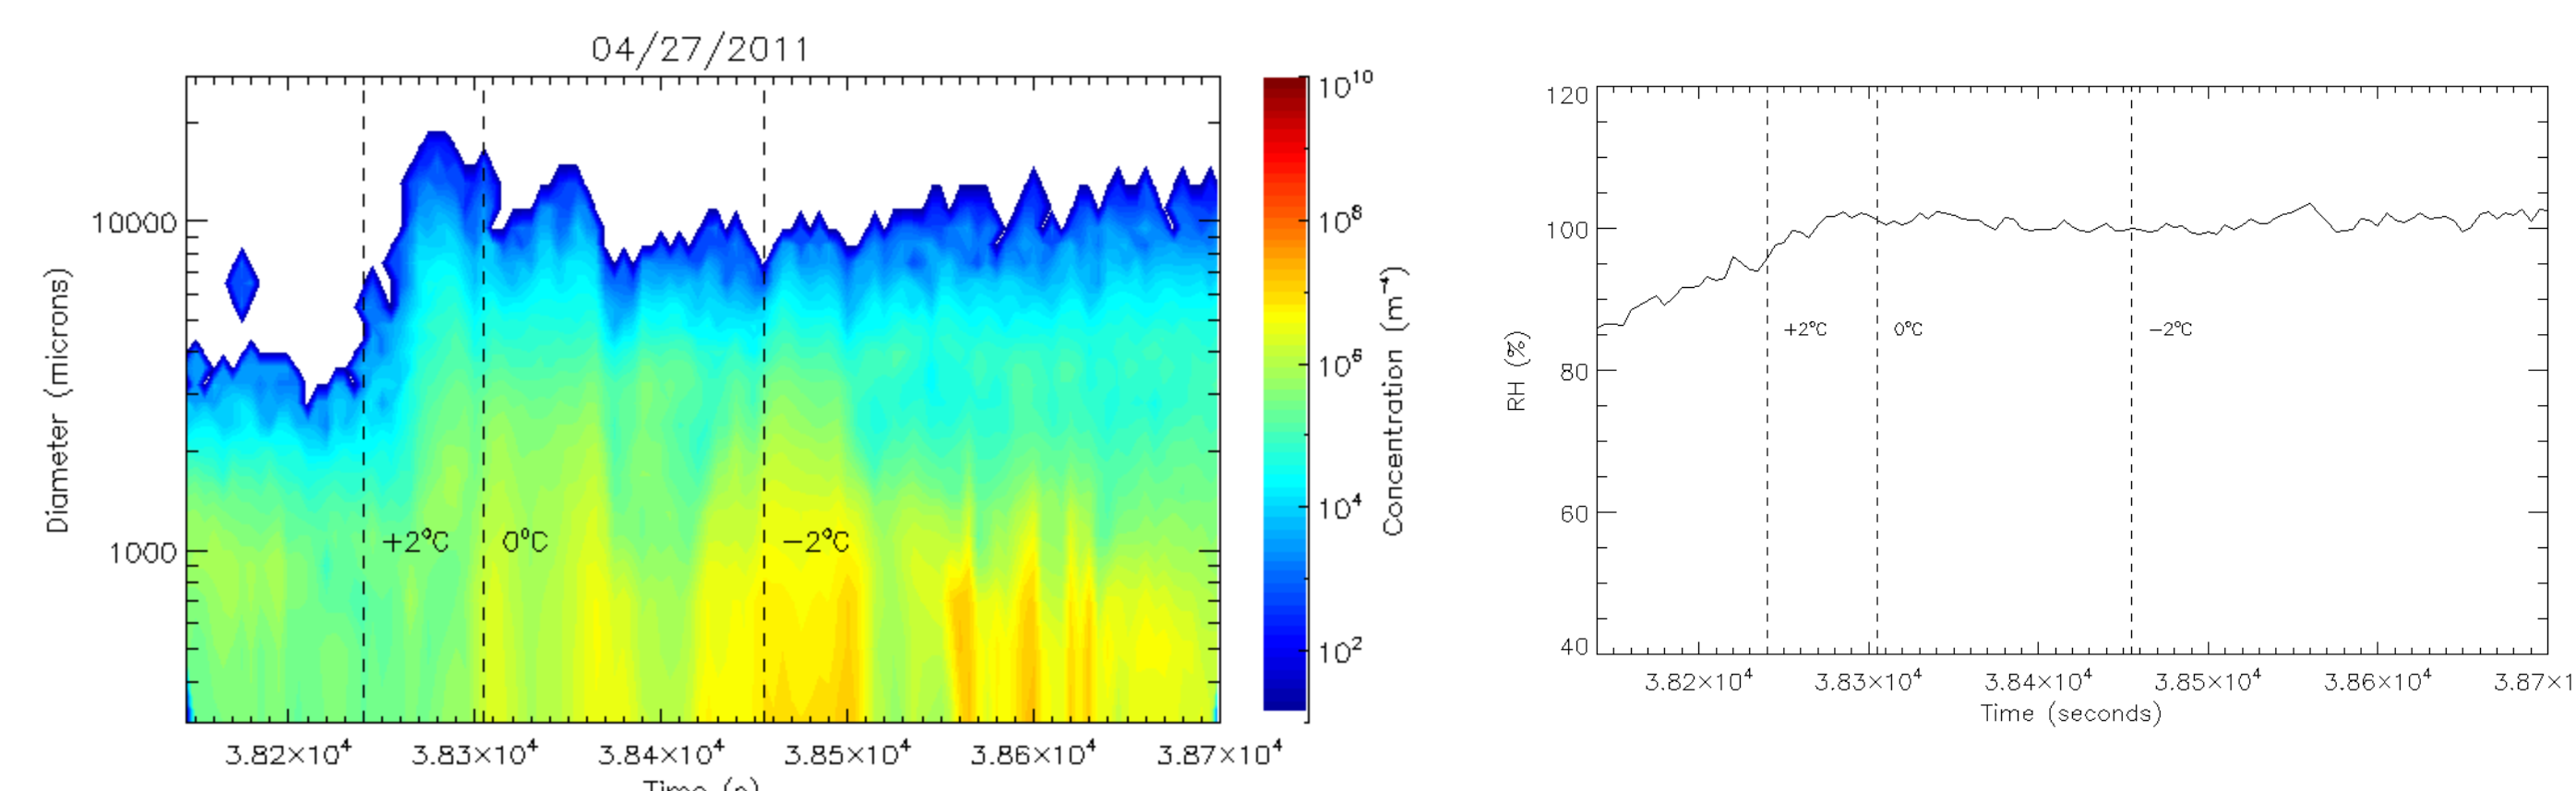 04/27/2011
Diameter (microns)
10000
1000
+2°C
0°C
−2°C
3.82×10⁴
3.83×10⁴
3.84×10⁴
3.85×10⁴
3.86×10⁴
3.87×10⁴
10¹⁰
10⁸
10⁶
10⁴
10²
Concentration (m⁻⁴)
RH (%)
120
100
80
60
40
+2°C
0°C
−2°C
3.82×10⁴
3.83×10⁴
3.84×10⁴
3.85×10⁴
3.86×10⁴
3.87×1
Time (seconds)